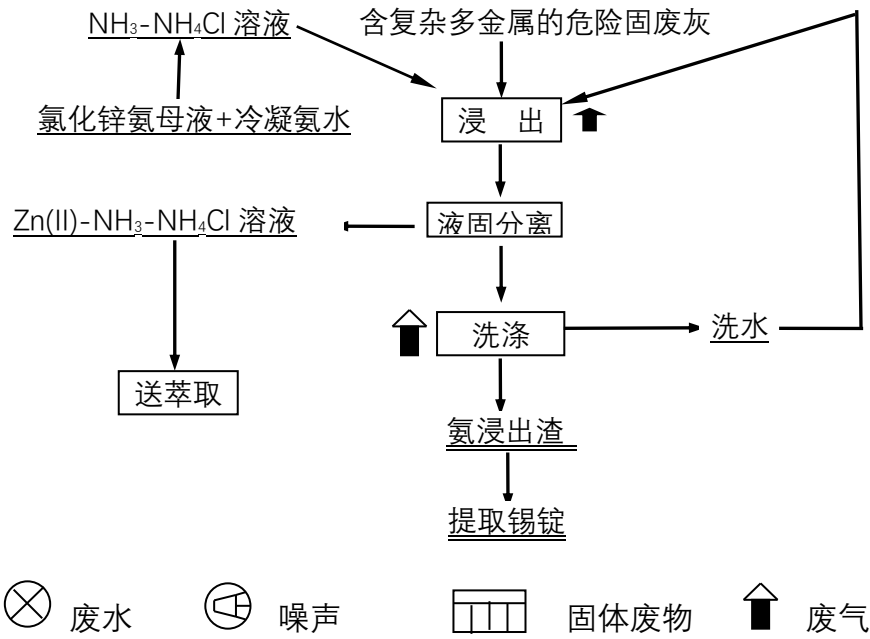 NH₃-NH₄Cl 溶液
含复杂多金属的危险固废灰
氯化锌氨母液+冷凝氨水
浸 出
Zn(II)-NH₃-NH₄Cl 溶液
液固分离
洗涤
洗水
送萃取
氨浸出渣
提取锡锭
废水
噪声
固体废物
废气